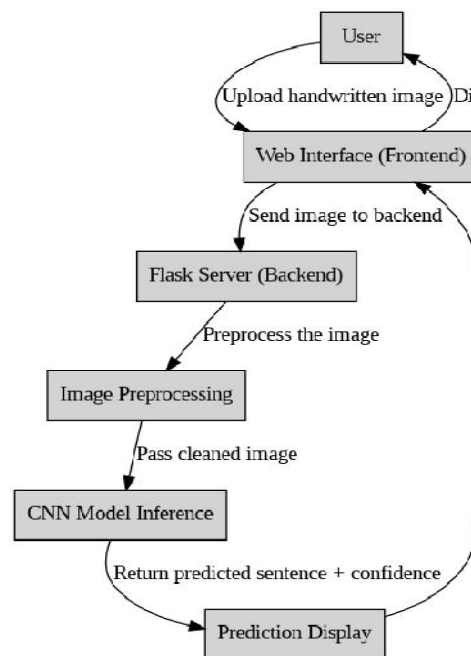 User
Upload handwritten image
Web Interface (Frontend)
Send image to backend
Flask Server (Backend)
Preprocess the image
Image Preprocessing
Pass cleaned image
CNN Model Inference
Return predicted sentence + confidence
Prediction Display